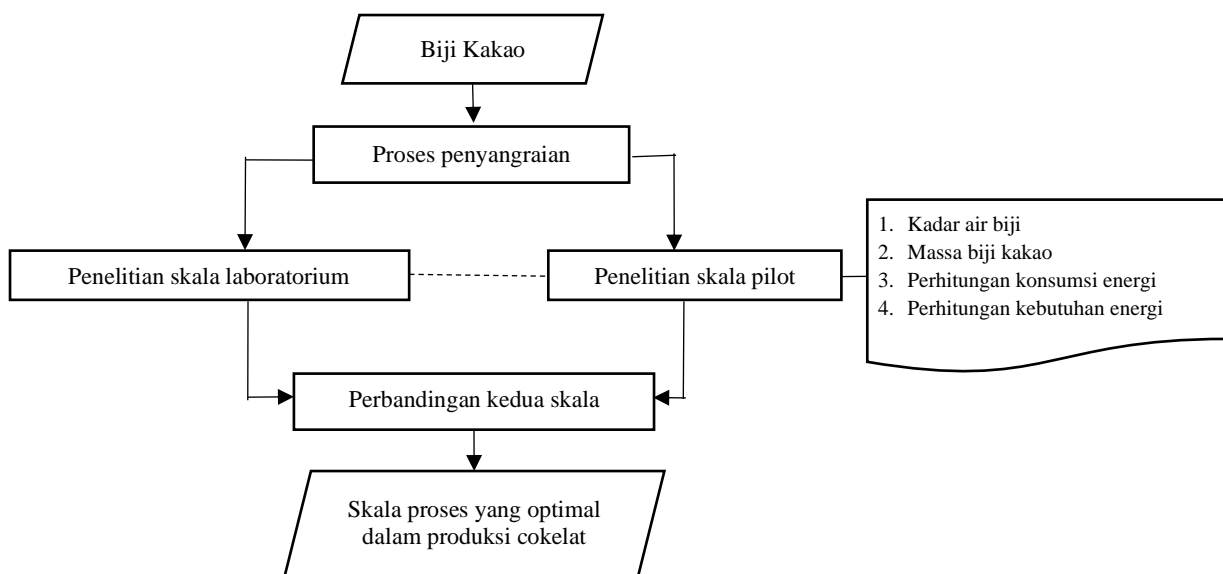 Biji Kakao
Proses penyangraian
Penelitian skala laboratorium
Penelitian skala pilot
1. Kadar air biji
2. Massa biji kakao
3. Perhitungan konsumsi energi
4. Perhitungan kebutuhan energi
Perbandingan kedua skala
Skala proses yang optimal
dalam produksi cokelat